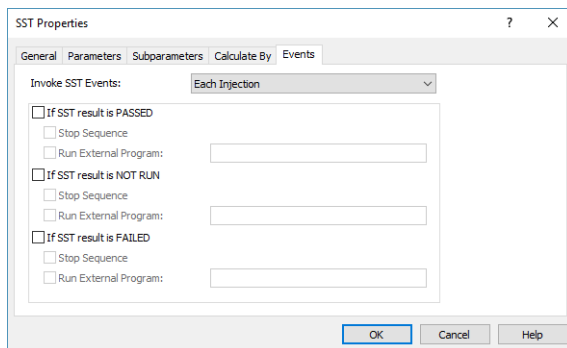 SST Properties
?
General Parameters Subparameters Calculate By Events
Invoke SST Events: Each Injection
If SST result is PASSED
Stop Sequence
Run External Program:
If SST result is NOT RUN
Stop Sequence
Run External Program:
If SST result is FAILED
Stop Sequence
Run External Program:
OK Cancel Help